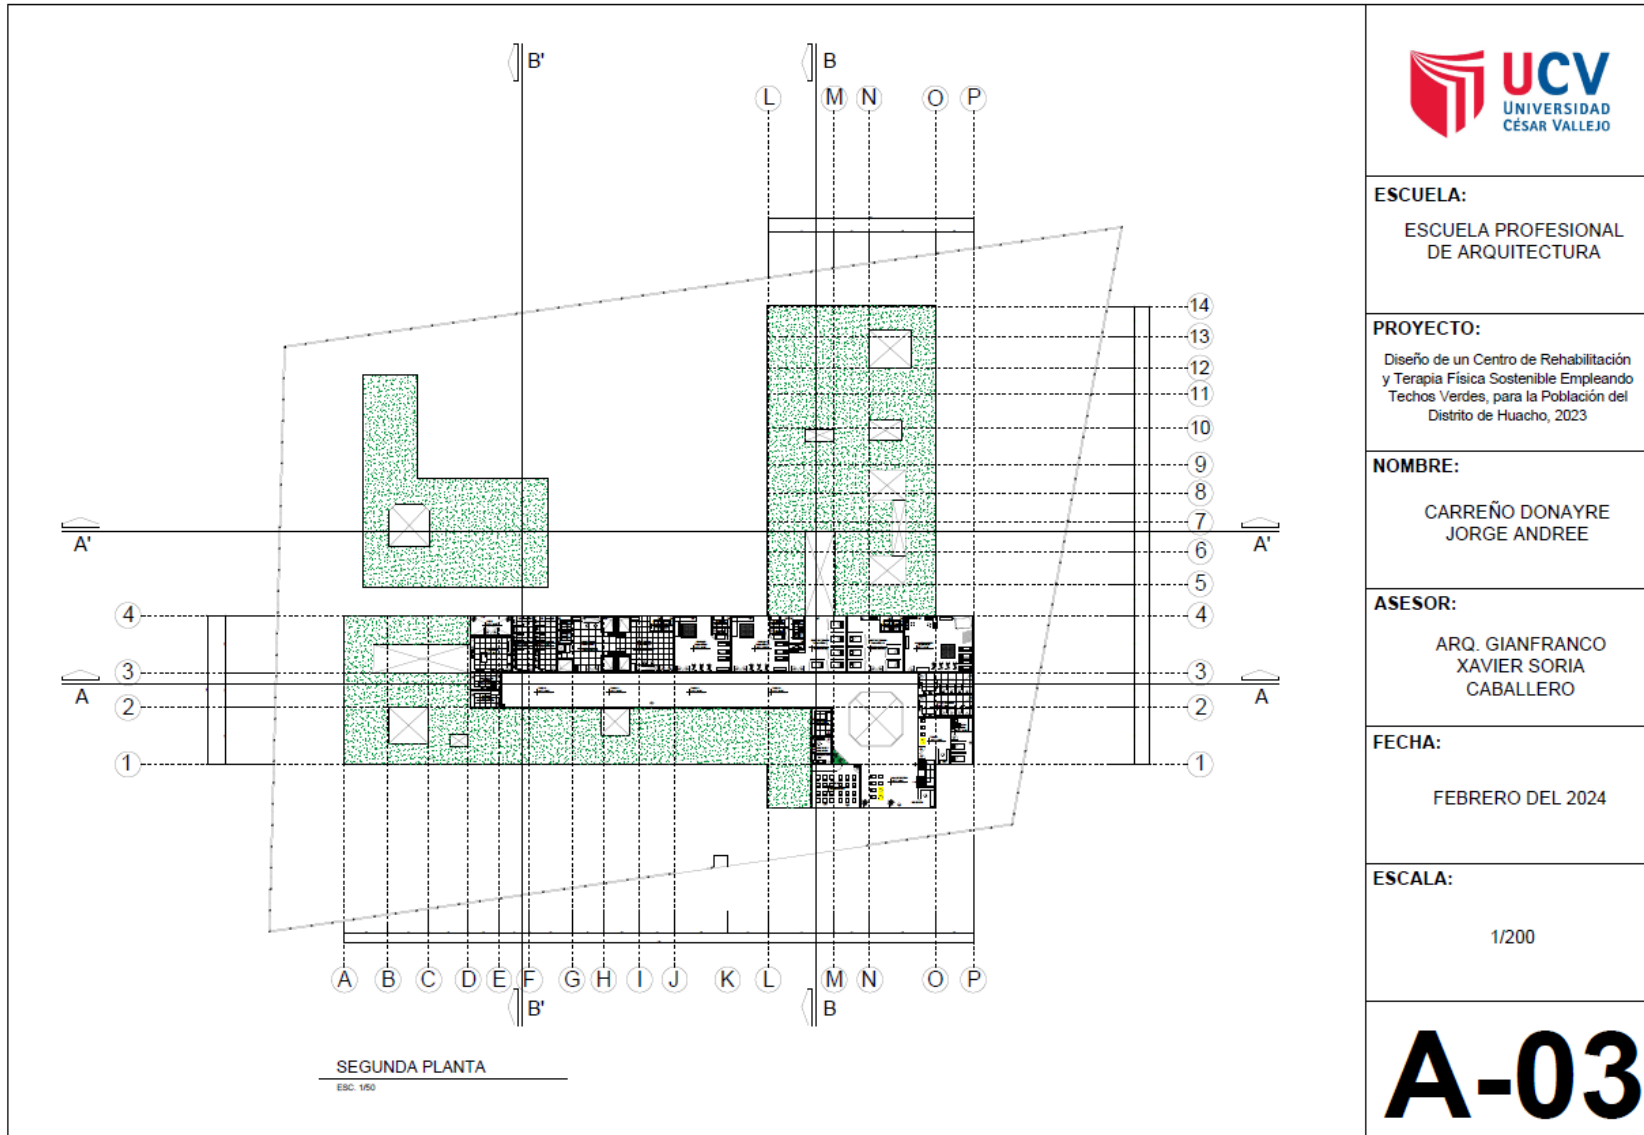 B'
B
L
M
N
O
P
14
13
12
11
10
9
8
7
6
5
4
3
2
1
A'
A'
4
3
2
1
A
A
A
B
C
D
E
F
G
H
I
J
K
L
M
N
O
P
B'
B
SEGUNDA PLANTA
ESC. 1/50
UCV
UNIVERSIDAD
CÉSAR VALLEJO
ESCUELA:
ESCUELA PROFESIONAL
DE ARQUITECTURA
PROYECTO:
Diseño de un Centro de Rehabilitación
y Terapia Física Sostenible Empleando
Techos Verdes, para la Población del
Distrito de Huacho, 2023
NOMBRE:
CARREÑO DONAYRE
JORGE ANDREE
ASESOR:
ARQ. GIANFRANCO
XAVIER SORIA
CABALLERO
FECHA:
FEBRERO DEL 2024
ESCALA:
1/200
A-03